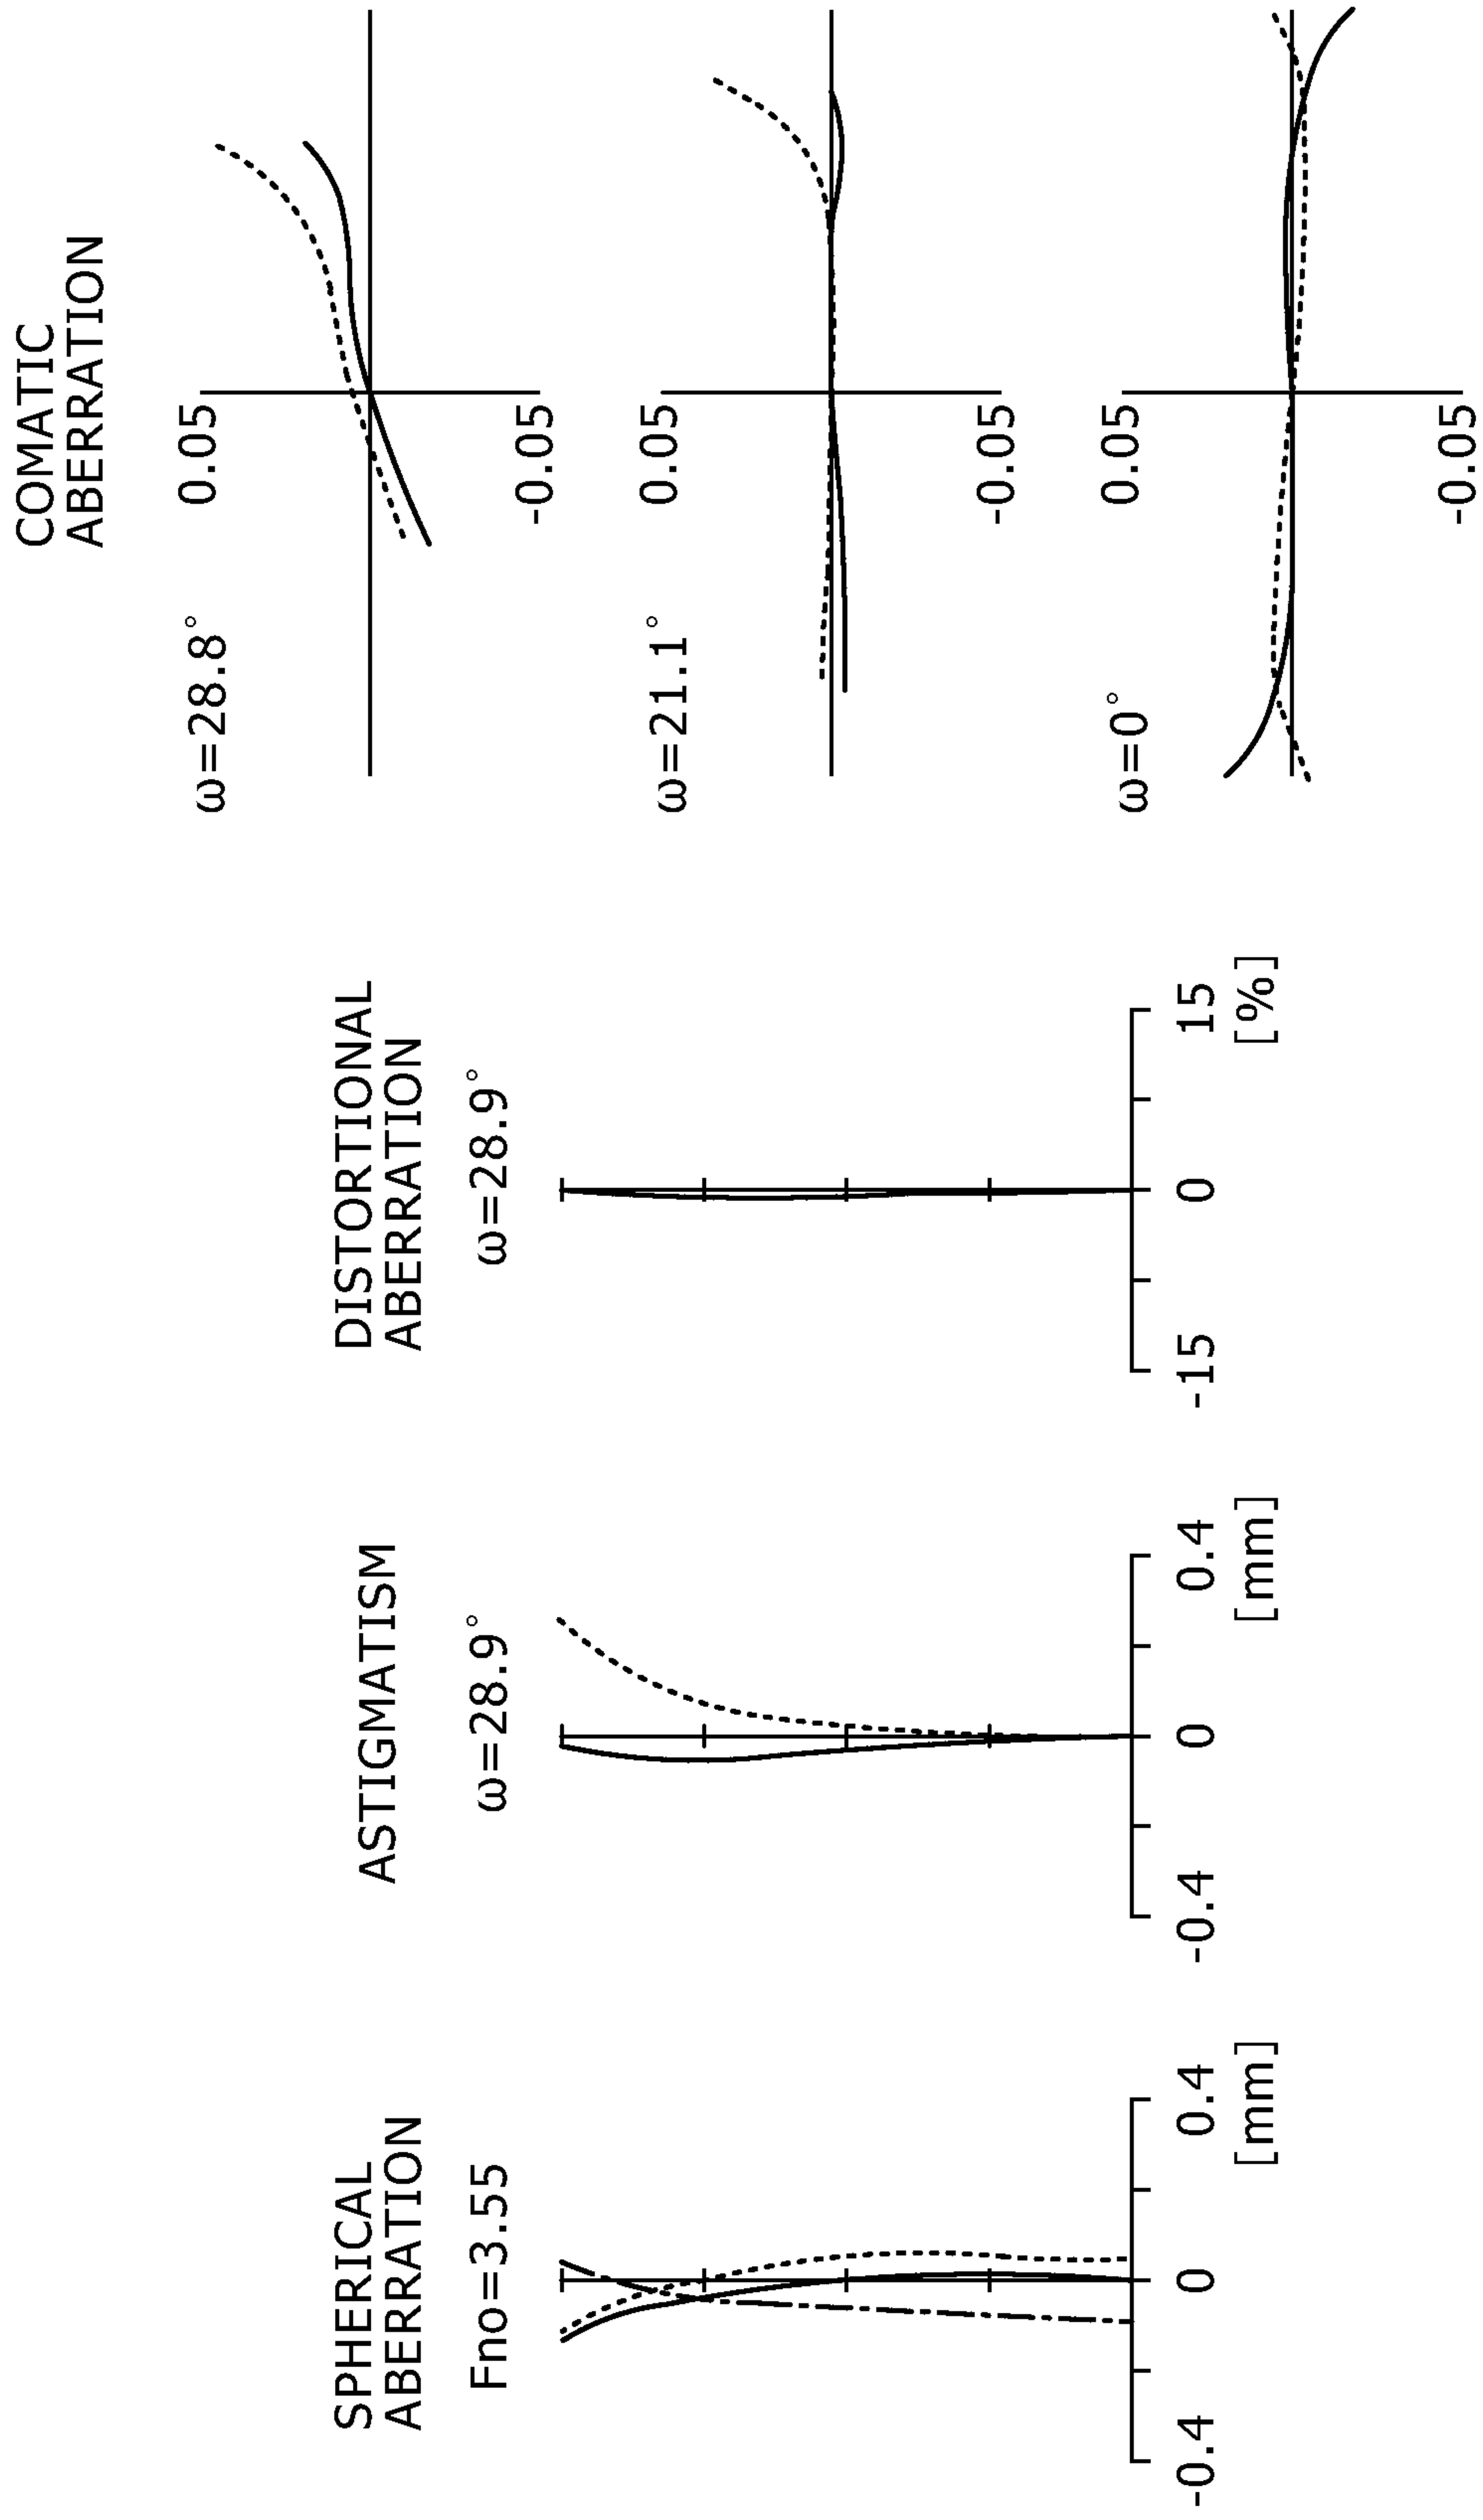 SPHERICAL
ABERRATION
Fno=3.55
-0.4
0
0.4
[mm]
ASTIGMATISM
ω=28.9°
-0.4
0
0.4
[mm]
DISTORTIONAL
ABERRATION
ω=28.9°
-15
0
15
[%]
COMATIC
ABERRATION
ω=28.8°
0.05
-0.05
ω=21.1°
0.05
-0.05
ω=0°
0.05
-0.05